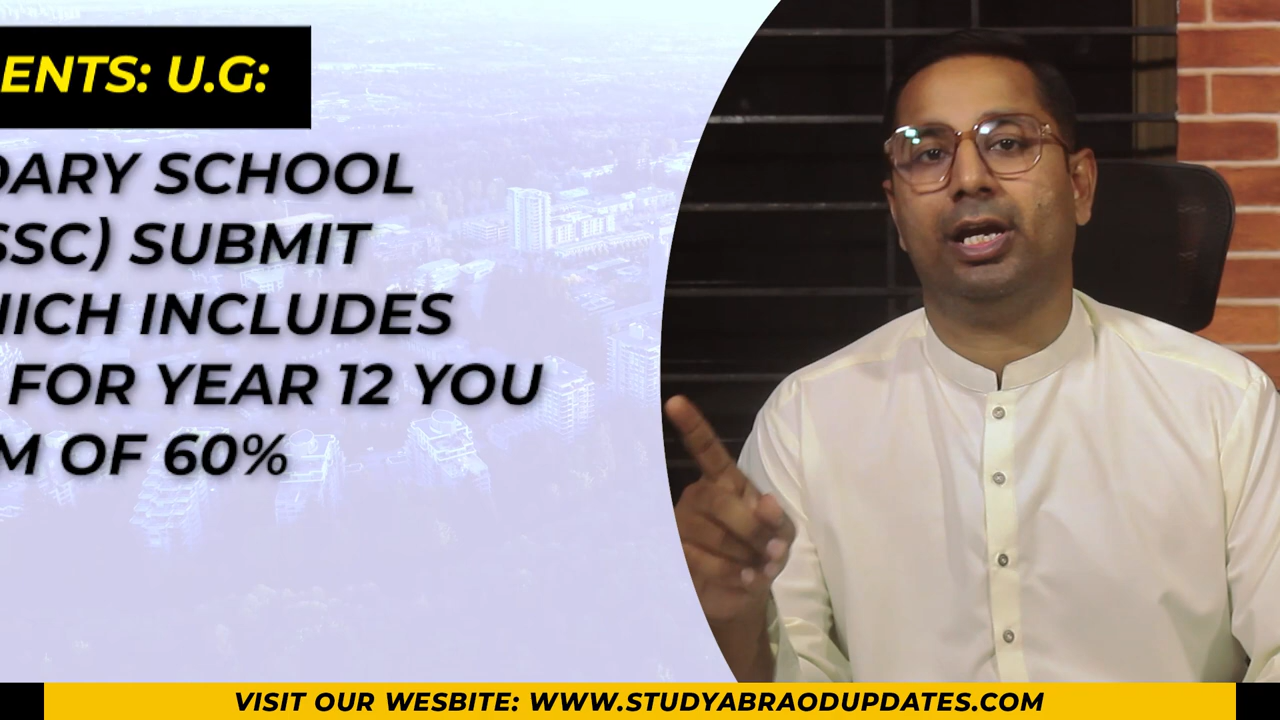 ENTS: U.G:
DARY SCHOOL
SSC) SUBMIT
HICH INCLUDES
FOR YEAR 12 YOU
M OF 60%
VISIT OUR WESBITE: WWW.STUDYABRAODUPDATES.COM